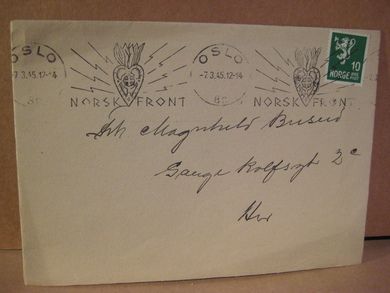 OSLO OSLO
-7.3.45.12-14 -7.3.45.12-14
NORSK FRONT NORSK FRONT
NORGE
10
Frk Magnhild Buserd
Gange Rolfsgt 2c
Her